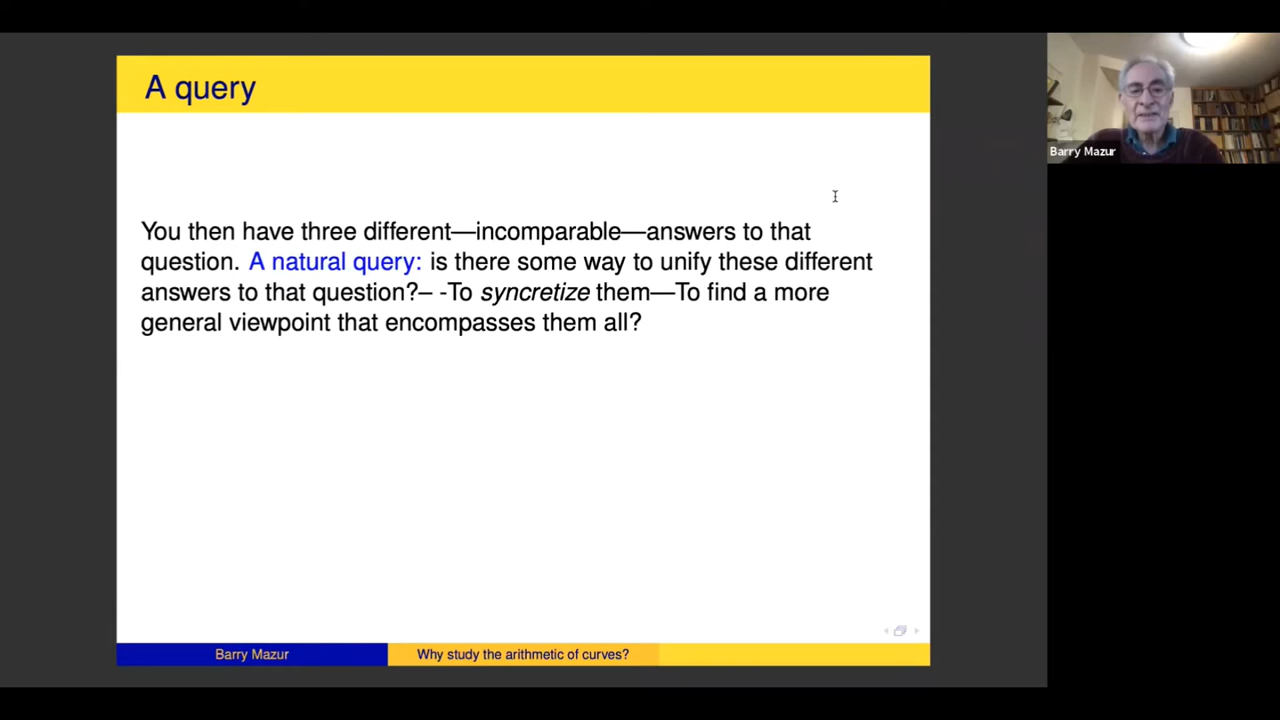 A query
Barry Mazur
You then have three different—incomparable—answers to that
question. A natural query: is there some way to unify these different
answers to that question?– -To syncretize them—To find a more
general viewpoint that encompasses them all?
Barry Mazur
Why study the arithmetic of curves?